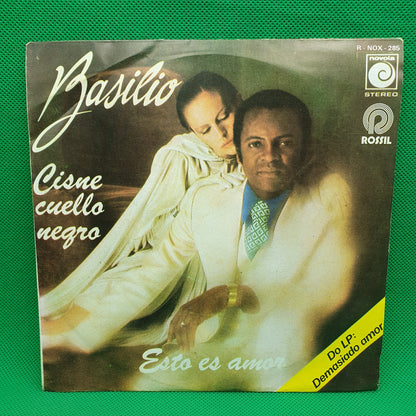 R - NOX - 285
novola
STEREO
ROSSIL
Basilio
Cisne
cuello
negro
Esto es amor
Do LP:
Demasiado amor